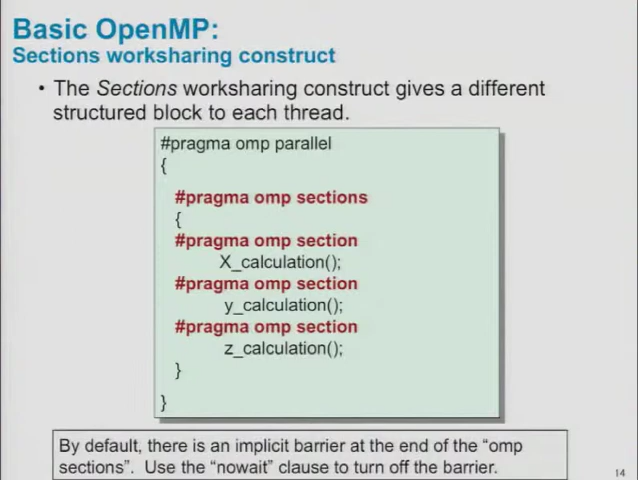 Basic OpenMP:
Sections worksharing construct
• The Sections worksharing construct gives a different
structured block to each thread.
#pragma omp parallel
{
#pragma omp sections
{
#pragma omp section
X_calculation();
#pragma omp section
y_calculation();
#pragma omp section
z_calculation();
}
}
By default, there is an implicit barrier at the end of the “omp
sections”. Use the “nowait” clause to turn off the barrier.
14